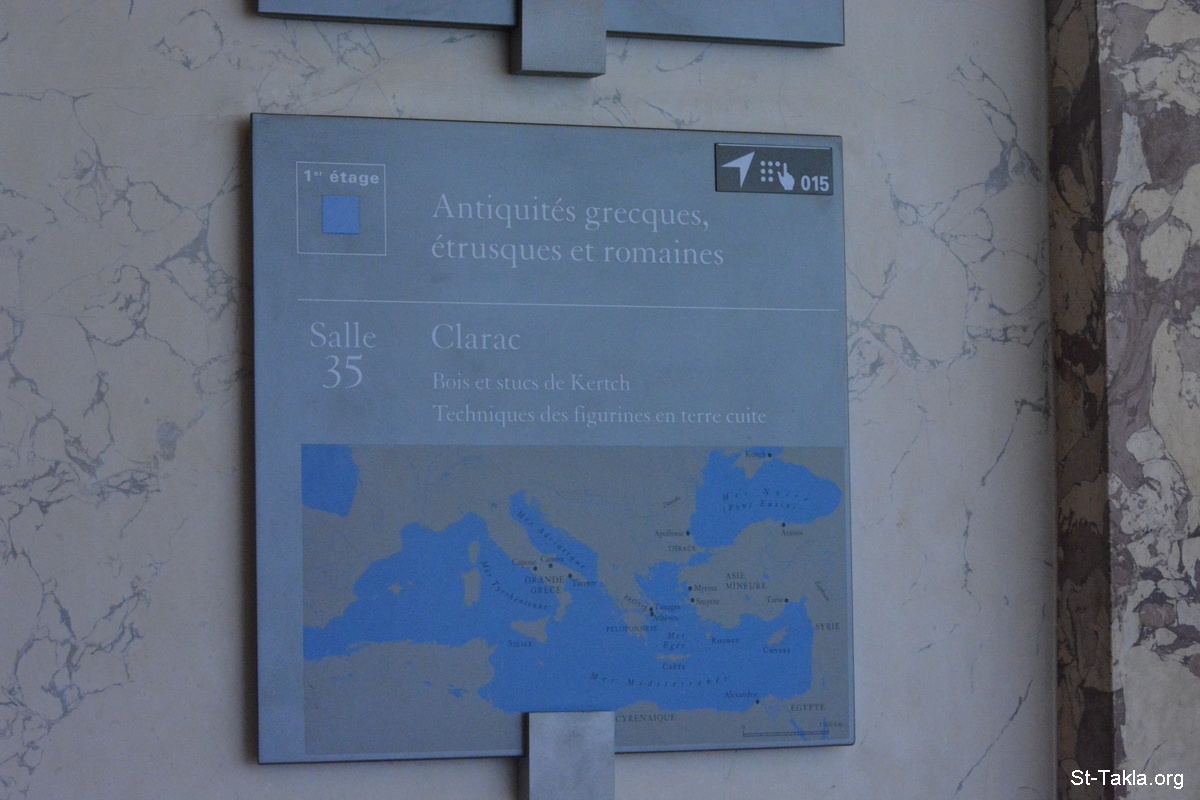 1er étage
015
Antiquités grecques,
étrusques et romaines
Salle
35
Clarac
Bois et stucs de Kertch
Techniques des figurines en terre cuite
Kertch
Mer Noire
(Pont Euxin)
Apollonia
THRACE
Mer Adriatique
Capoue
Canosa
Tarente
GRANDE
GRÈCE
Mer Tyrrhénienne
ASIE
MINEURE
Myrina
Smyrne
Tarse
Tanagra
Athènes
PÉLOPONNÈSE
SICILE
Mer
Égée
RHODES
CHYPRE
SYRIE
CRÈTE
Mer Méditerranée
Alexandrie
EGYPTE
CYRÉNAÏQUE
St-Takla.org